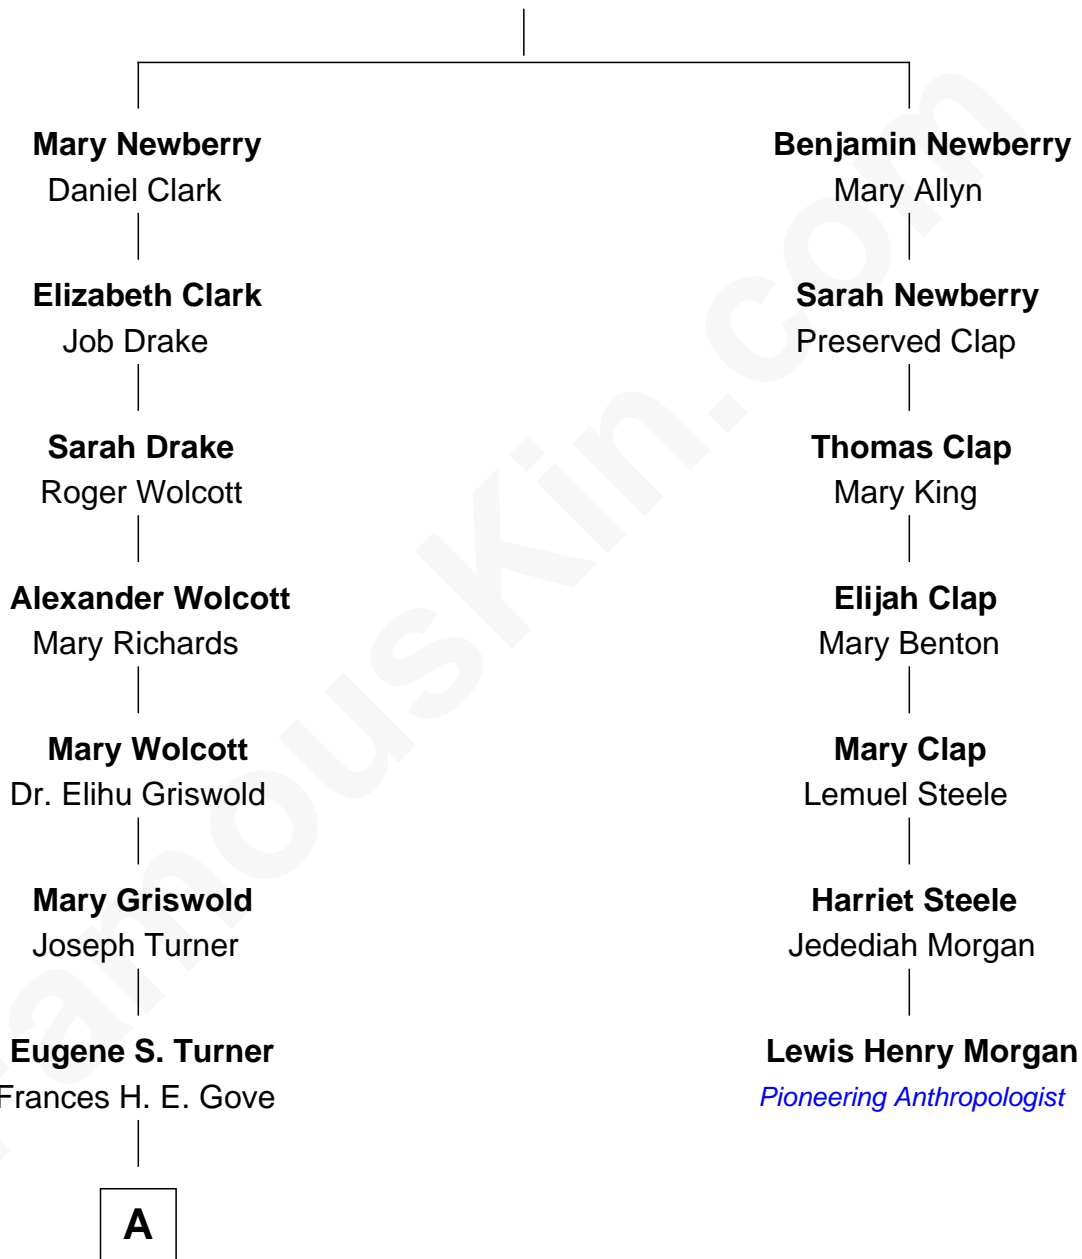 Mary Newberry
Daniel Clark
Elizabeth Clark
Job Drake
Sarah Drake
Roger Wolcott
Alexander Wolcott
Mary Richards
Mary Wolcott
Dr. Elihu Griswold
Mary Griswold
Joseph Turner
Eugene S. Turner
Frances H. E. Gove
A
Benjamin Newberry
Mary Allyn
Sarah Newberry
Preserved Clap
Thomas Clap
Mary King
Elijah Clap
Mary Benton
Mary Clap
Lemuel Steele
Harriet Steele
Jedediah Morgan
Lewis Henry Morgan
Pioneering Anthropologist
FamousKin.com